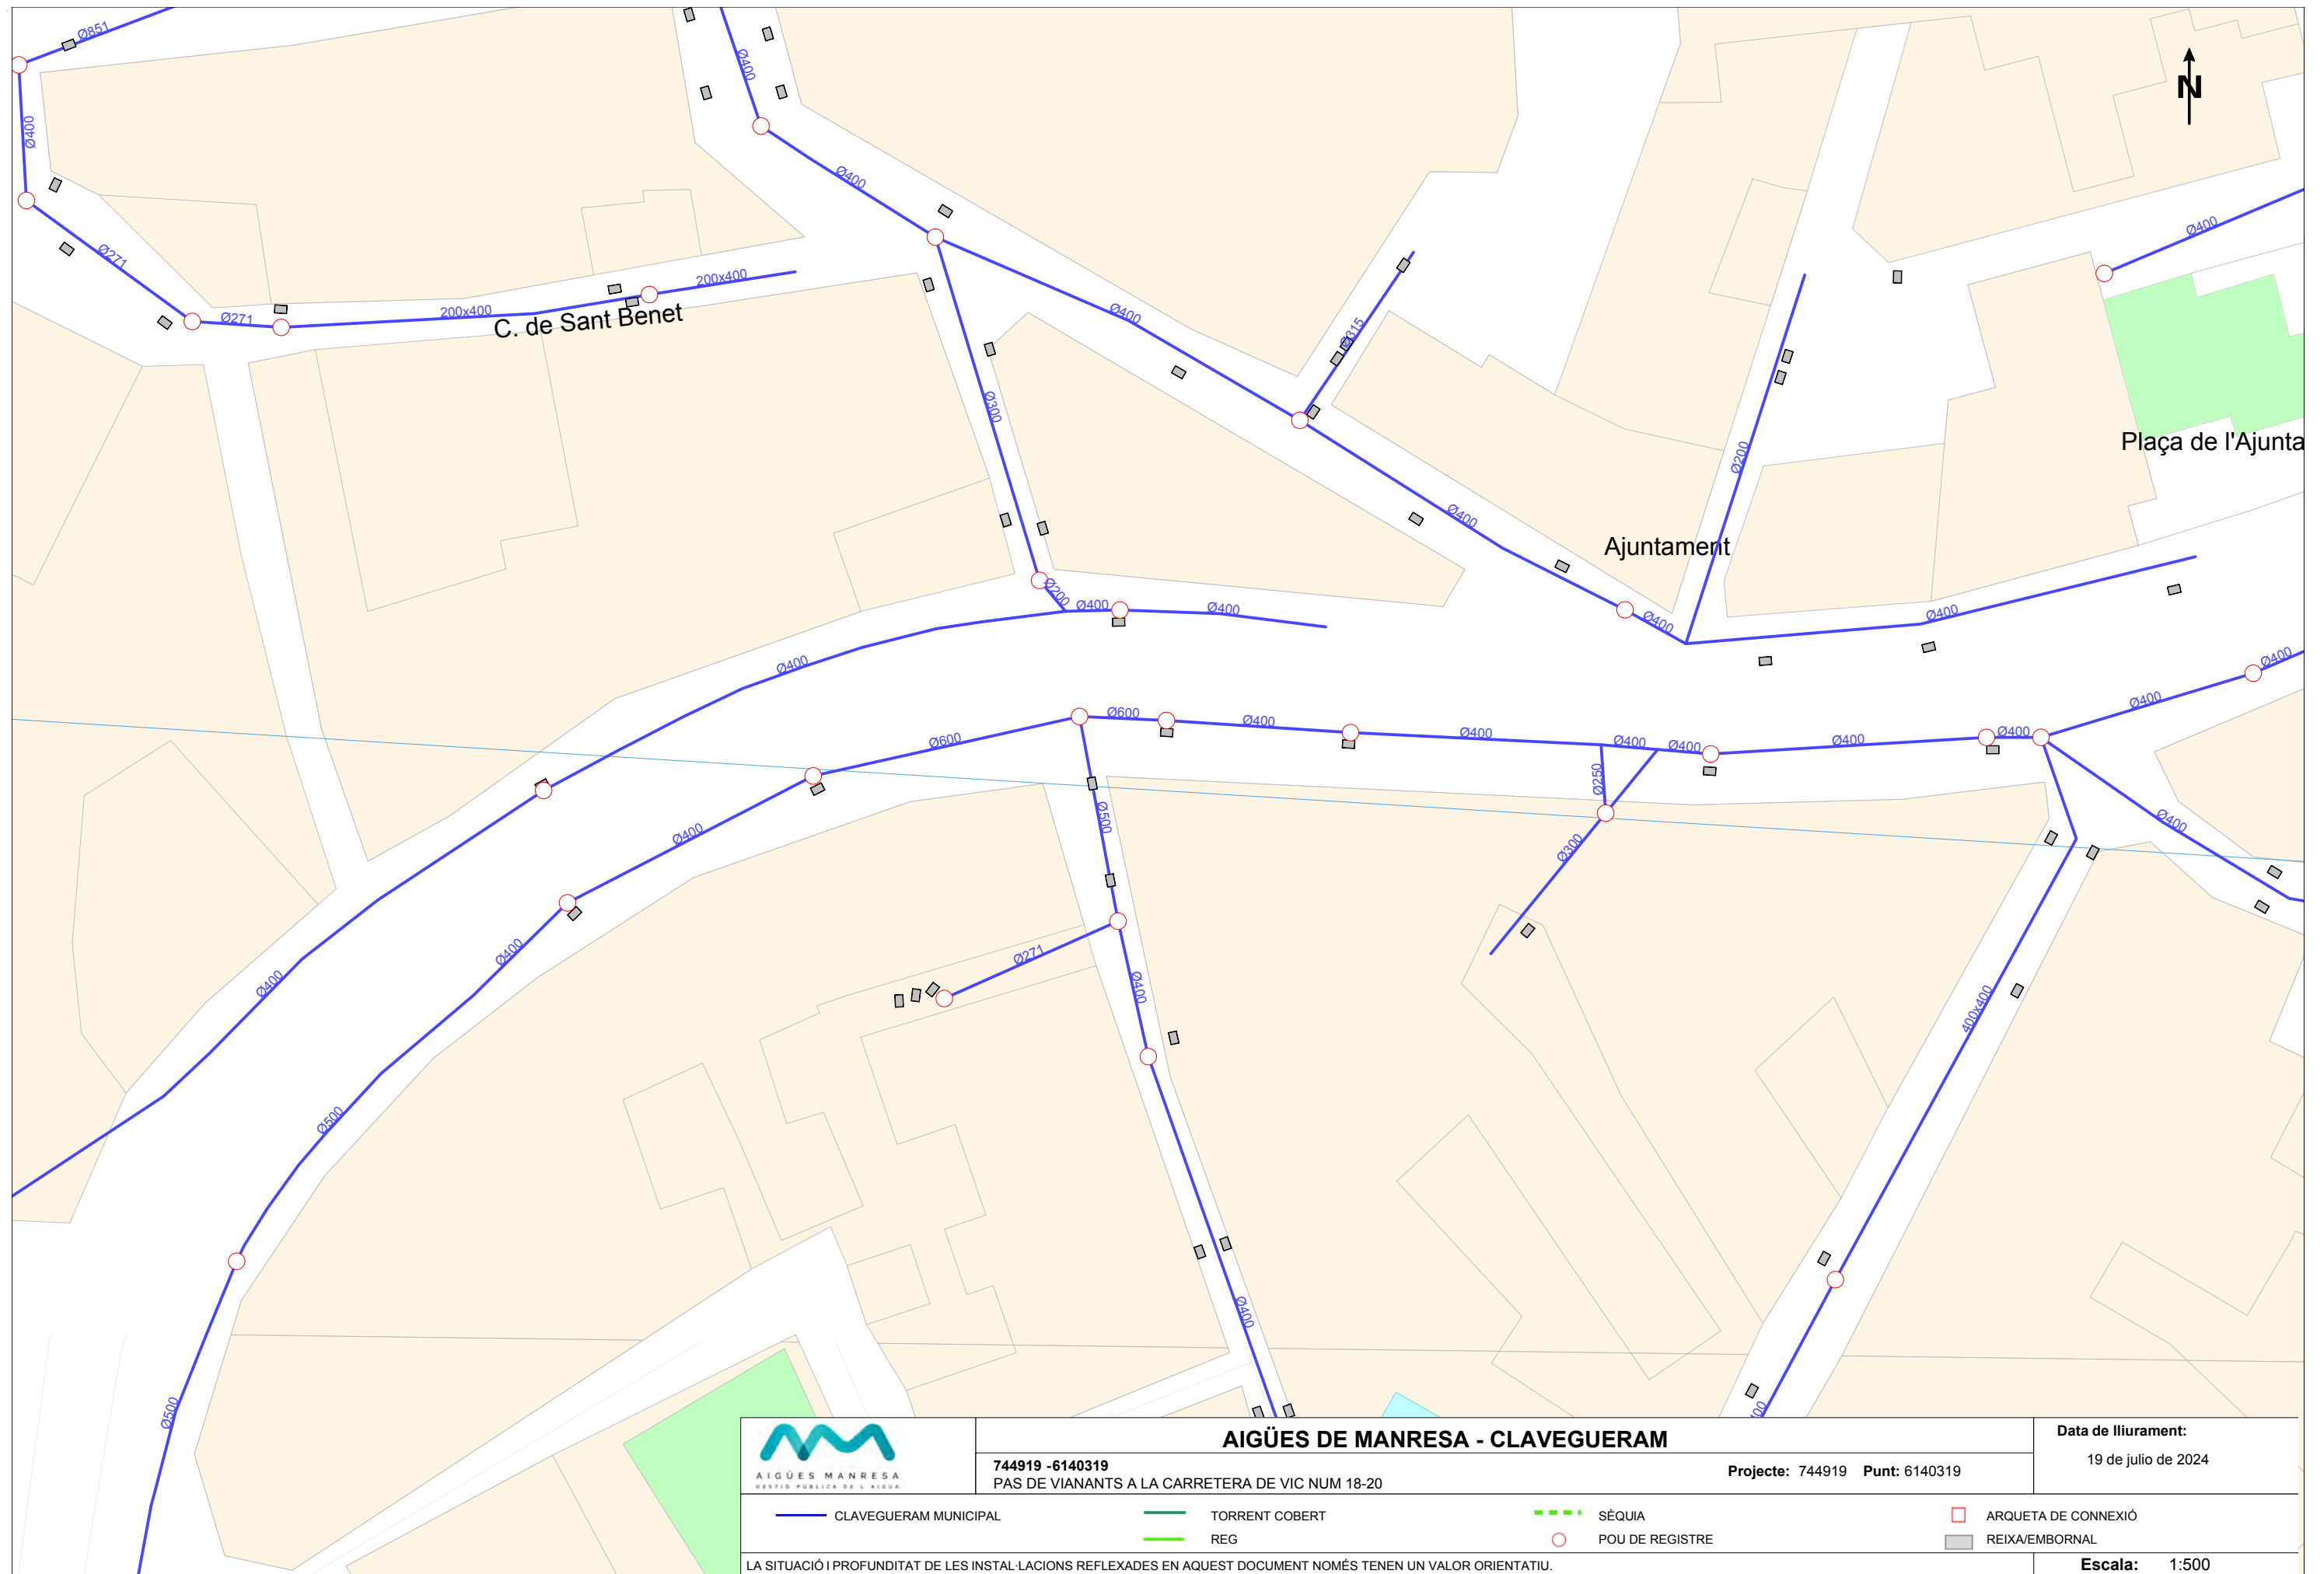 Ø851
Ø400
N
Ø400
Ø400
Ø400
Ø271
200x400
Ø271
200x400
C. de Sant Benet
Ø400
Ø315
Ø300
Plaça de l'Ajunta
Ø200
Ø400
Ajuntament
Ø200
Ø400
Ø400
Ø400
Ø400
Ø400
Ø400
Ø400
Ø600
Ø400
Ø400
Ø400
Ø400
Ø400
Ø400
Ø600
Ø250
Ø500
Ø400
Ø400
Ø300
Ø400
Ø271
Ø400
Ø400
400x400
Ø500
Ø400
Ø500
AIGÜES MANRESA
GESTIÓ PÚBLICA DE L'AIGUA
AIGÜES DE MANRESA - CLAVEGUERAM
744919 -6140319
PAS DE VIANANTS A LA CARRETERA DE VIC NUM 18-20
Projecte: 744919 Punt: 6140319
Data de lliurament:
19 de julio de 2024
CLAVEGUERAM MUNICIPAL
TORRENT COBERT
SÈQUIA
ARQUETA DE CONNEXIÓ
REG
POU DE REGISTRE
REIXA/EMBORNAL
LA SITUACIÓ I PROFUNDITAT DE LES INSTAL·LACIONS REFLEXADES EN AQUEST DOCUMENT NOMÉS TENEN UN VALOR ORIENTATIU.
Escala: 1:500